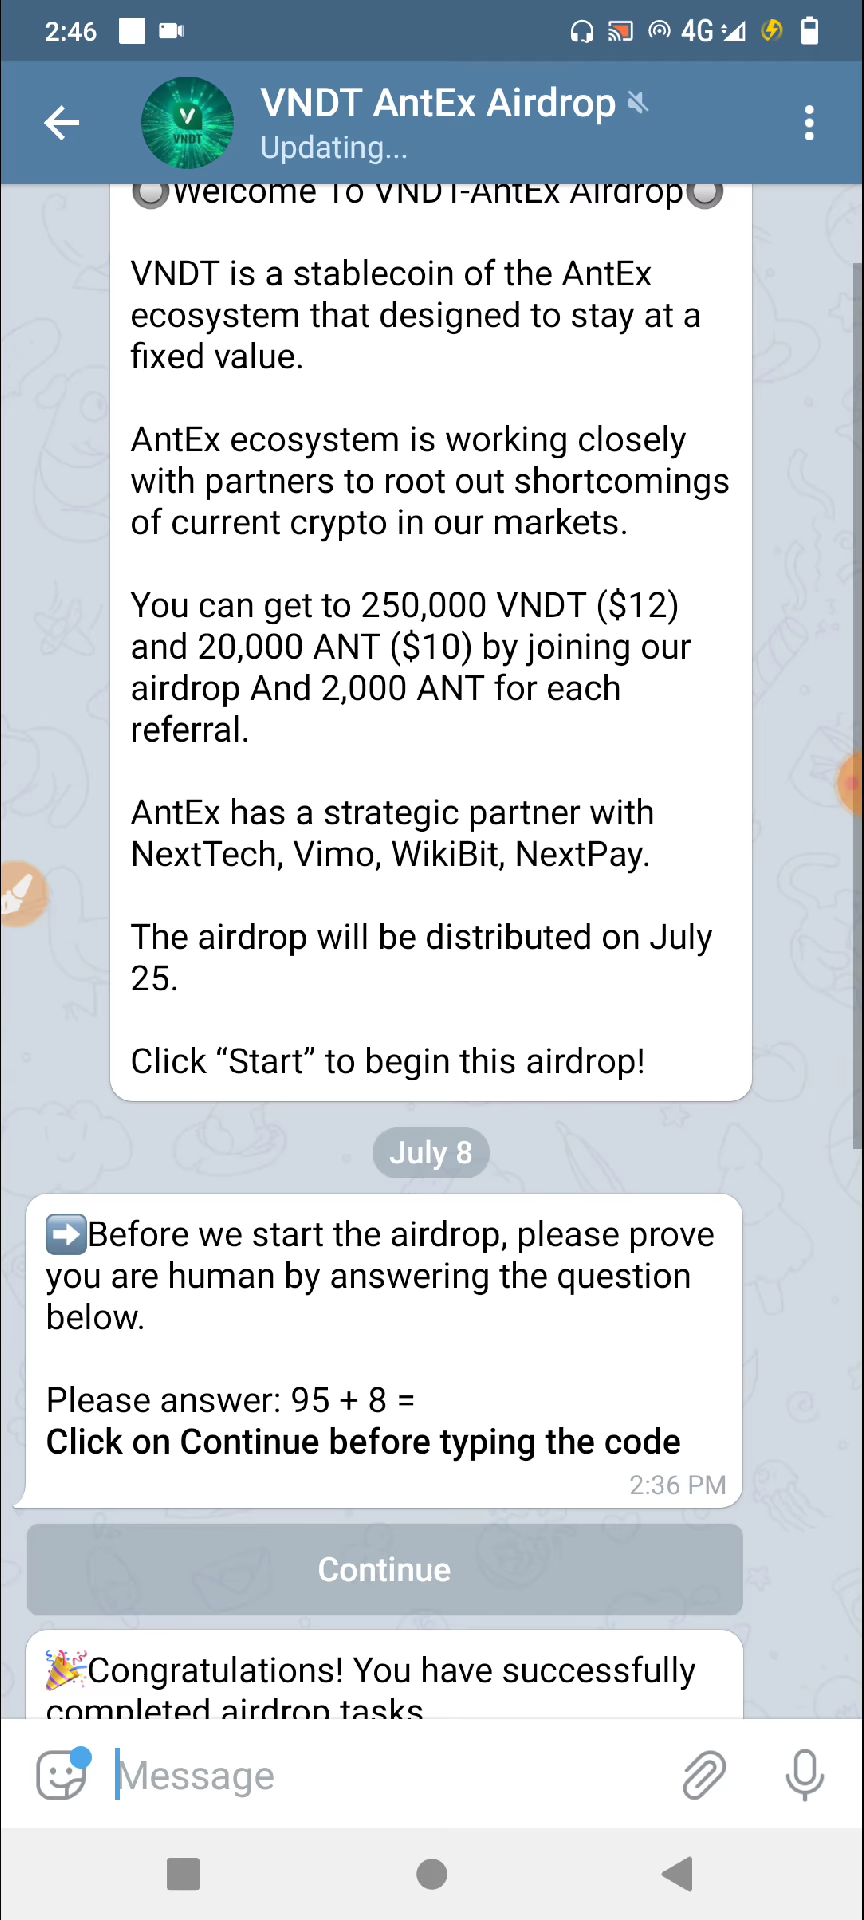 2:46
4G
VNDT AntEx Airdrop
Updating...
V
VNDT
Welcome To VNDT-AntEx Airdrop
VNDT is a stablecoin of the AntEx
ecosystem that designed to stay at a
fixed value.
AntEx ecosystem is working closely
with partners to root out shortcomings
of current crypto in our markets.
You can get to 250,000 VNDT ($12)
and 20,000 ANT ($10) by joining our
airdrop And 2,000 ANT for each
referral.
AntEx has a strategic partner with
NextTech, Vimo, WikiBit, NextPay.
The airdrop will be distributed on July
25.
Click “Start” to begin this airdrop!
July 8
➡Before we start the airdrop, please prove
you are human by answering the question
below.
Please answer: 95 + 8 =
Click on Continue before typing the code
2:36 PM
Continue
🎉Congratulations! You have successfully
completed airdrop tasks
Message